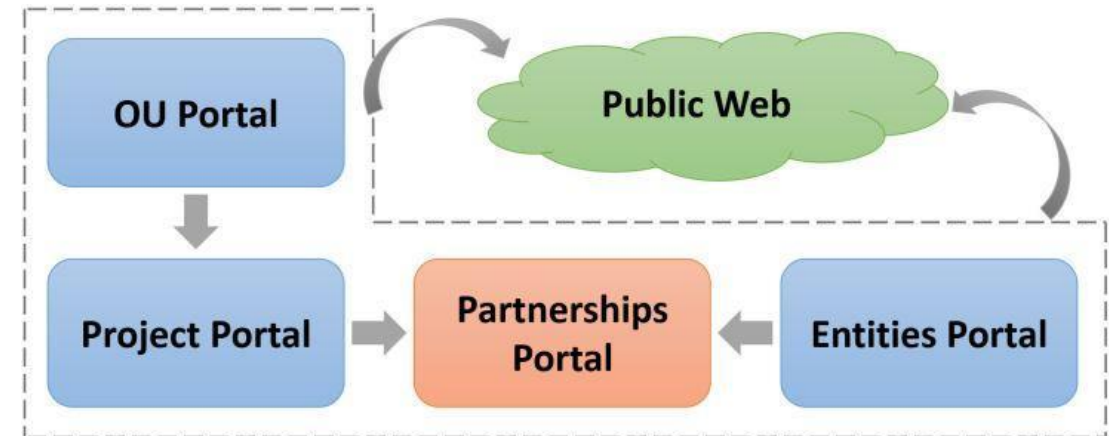 OU Portal
Public Web
Project Portal
Partnerships
Portal
Entities Portal